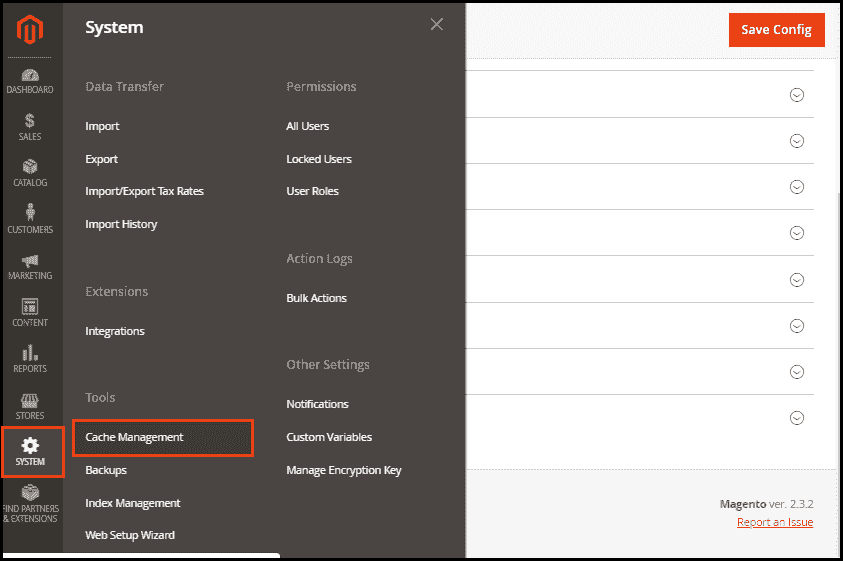 DASHBOARD
SALES
CATALOG
CUSTOMERS
MARKETING
CONTENT
REPORTS
STORES
SYSTEM
FIND PARTNERS
& EXTENSIONS
System
Data Transfer
Import
Export
Import/Export Tax Rates
Import History
Extensions
Integrations
Tools
Cache Management
Backups
Index Management
Web Setup Wizard
Permissions
All Users
Locked Users
User Roles
Action Logs
Bulk Actions
Other Settings
Notifications
Custom Variables
Manage Encryption Key
Save Config
Magento ver. 2.3.2
Report an Issue